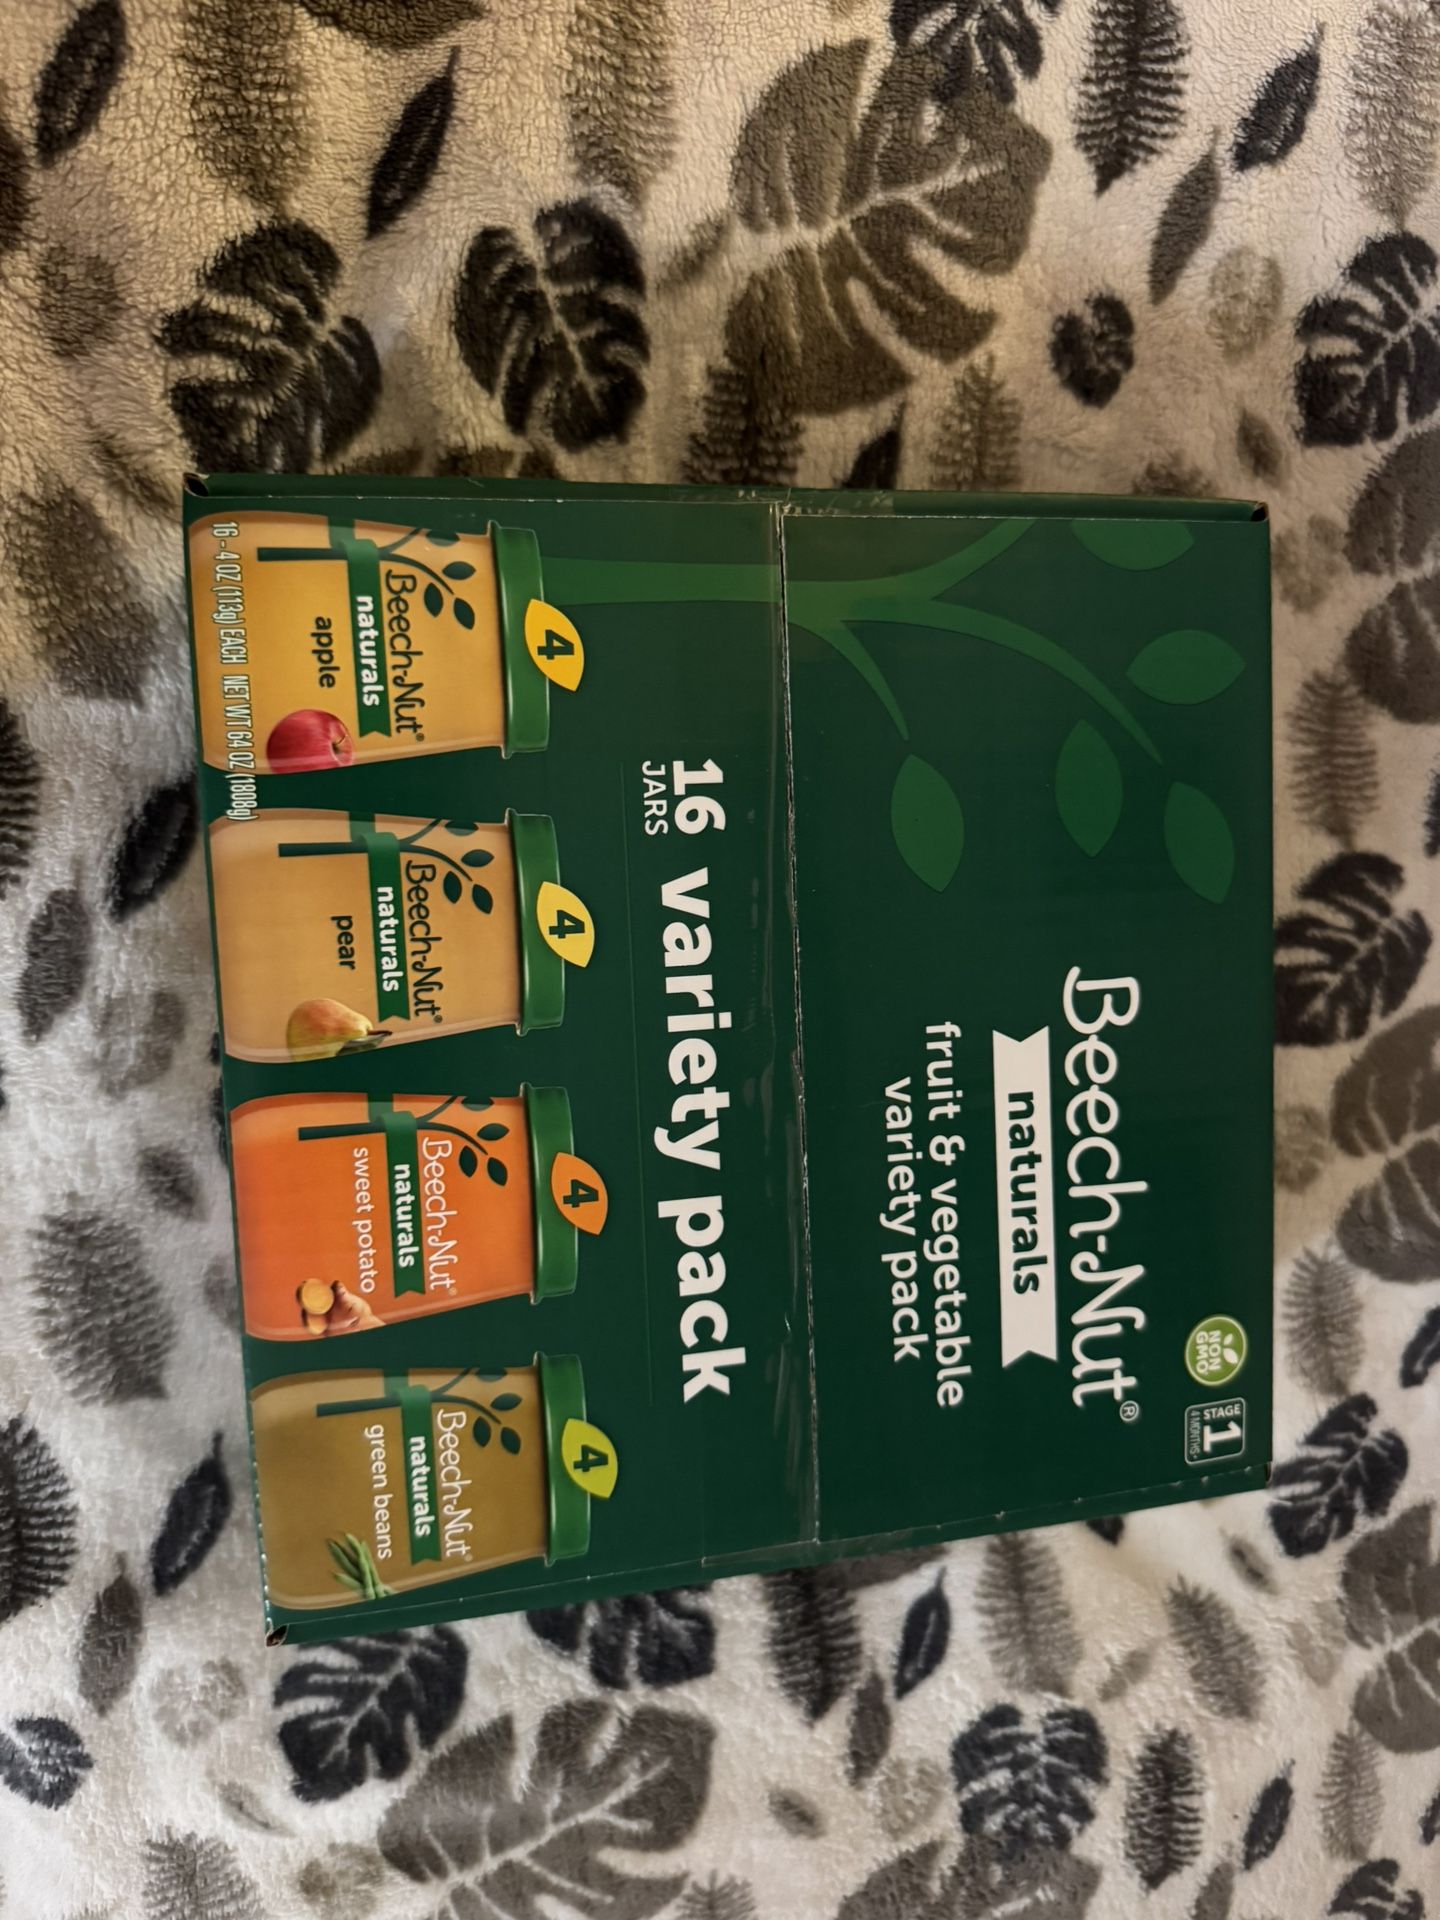 NON
GMO
STAGE
1
4 MONTHS+
Beech-Nut®
naturals
fruit & vegetable
variety pack
16 variety pack
JARS
4
Beech-Nut®
naturals
apple
4
Beech-Nut®
naturals
pear
4
Beech-Nut®
naturals
sweet potato
4
Beech-Nut®
naturals
green beans
16 - 4 OZ (113g) EACH NET WT 64 OZ (1808g)